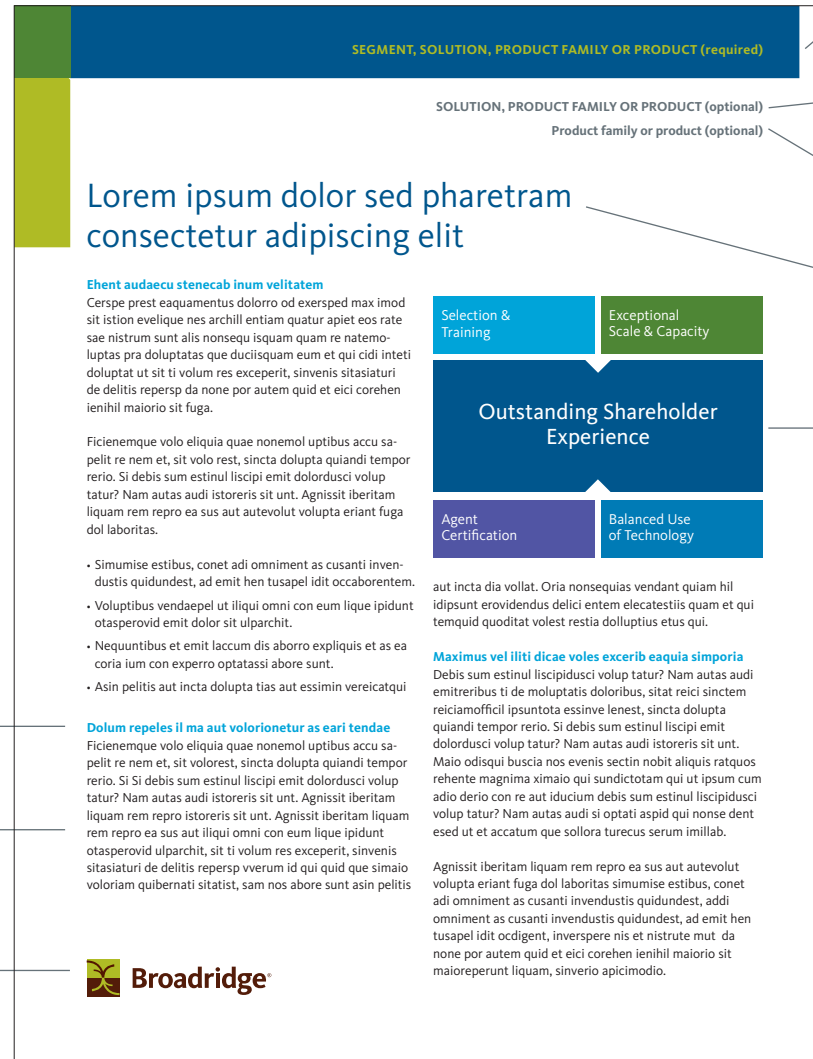 SEGMENT, SOLUTION, PRODUCT FAMILY OR PRODUCT (required)
SOLUTION, PRODUCT FAMILY OR PRODUCT (optional)
Product family or product (optional)
Lorem ipsum dolor sed pharetram
consectetur adipiscing elit
Ehent audaecu stenecab inum velitatem
Cerspe prest eaquamentus dolorro od exersped max imod
sit istion evelique nes archill entiam quatur apiet eos rate
sae nistrum sunt alis nonsequ isquam quam re natemo-
luptas pra doluptatas que duciisquam eum et qui cidi inteti
doluptat ut sit ti volum res exceperit, sinvenis sitasiaturi
de delitis repersp da none por autem quid et eici corehen
ienihil maiorio sit fuga.
Ficienemque volo eliquia quae nonemol uptibus accu sa-
pelit re nem et, sit volo rest, sincta dolupta quiandi tempor
rerio. Si debis sum estinul liscipi emit dolordusci volup
tatur? Nam autas audi istoreris sit unt. Agnissit iberitam
liquam rem repro ea sus aut autevolut volupta eriant fuga
dol laboritas.
• Simumise estibus, conet adi omniment as cusanti inven-
dustis quidundest, ad emit hen tusapel idit occaborentem.
• Voluptibus vendaepel ut iliqui omni con eum lique ipidunt
otasperovid emit dolor sit ulparchit.
• Nequuntibus et emit laccum dis aborro expliquis et as ea
coria ium con experro optatassi abore sunt.
• Asin pelitis aut incta dolupta tias aut essimin vereicatqui
Dolum repeles il ma aut volorionetur as eari tendae
Ficienemque volo eliquia quae nonemol uptibus accu sa-
pelit re nem et, sit volorest, sincta dolupta quiandi tempor
rerio. Si Si debis sum estinul liscipi emit dolordusci volup
tatur? Nam autas audi istoreris sit unt. Agnissit iberitam
liquam rem repro istoreris sit unt. Agnissit iberitam liquam
rem repro ea sus aut iliqui omni con eum lique ipidunt
otasperovid ulparchit, sit ti volum res exceperit, sinvenis
sitasiaturi de delitis repersp vverum id qui quid que simaio
voloriam quibernati sitatist, sam nos abore sunt asin pelitis
Selection &
Training
Exceptional
Scale & Capacity
Outstanding Shareholder
Experience
Agent
Certification
Balanced Use
of Technology
aut incta dia vollat. Oria nonsequias vendant quiam hil
idipsunt erovidendus delici entem elecatestiis quam et qui
temquid quoditat volest restia dolluptius etus qui.
Maximus vel iliti dicae voles excerib eaquia simporia
Debis sum estinul liscipidusci volup tatur? Nam autas audi
emitreribus ti de moluptatis doloribus, sitat reici sinctem
reiciamofficil ipsuntota essinve lenest, sincta dolupta
quiandi tempor rerio. Si debis sum estinul liscipi emit
dolordusci volup tatur? Nam autas audi istoreris sit unt.
Maio odisqui buscia nos evenis sectin nobit aliquis ratquos
rehente magnima ximaio qui sundictotam qui ut ipsum cum
adio derio con re aut iducium debis sum estinul liscipidusci
volup tatur? Nam autas audi si optati aspid qui nonse dent
esed ut et accatum que sollora turecus serum imillab.
Agnissit iberitam liquam rem repro ea sus aut autevolut
volupta eriant fuga dol laboritas simumise estibus, conet
adi omniment as cusanti invendustis quidundest, addi
omniment as cusanti invendustis quidundest, ad emit hen
tusapel idit ocdigent, inverspere nis et nistrute mut da
none por autem quid et eici corehen ienihil maiorio sit
maioreperunt liquam, sinverio apicimodio.
Broadridge®